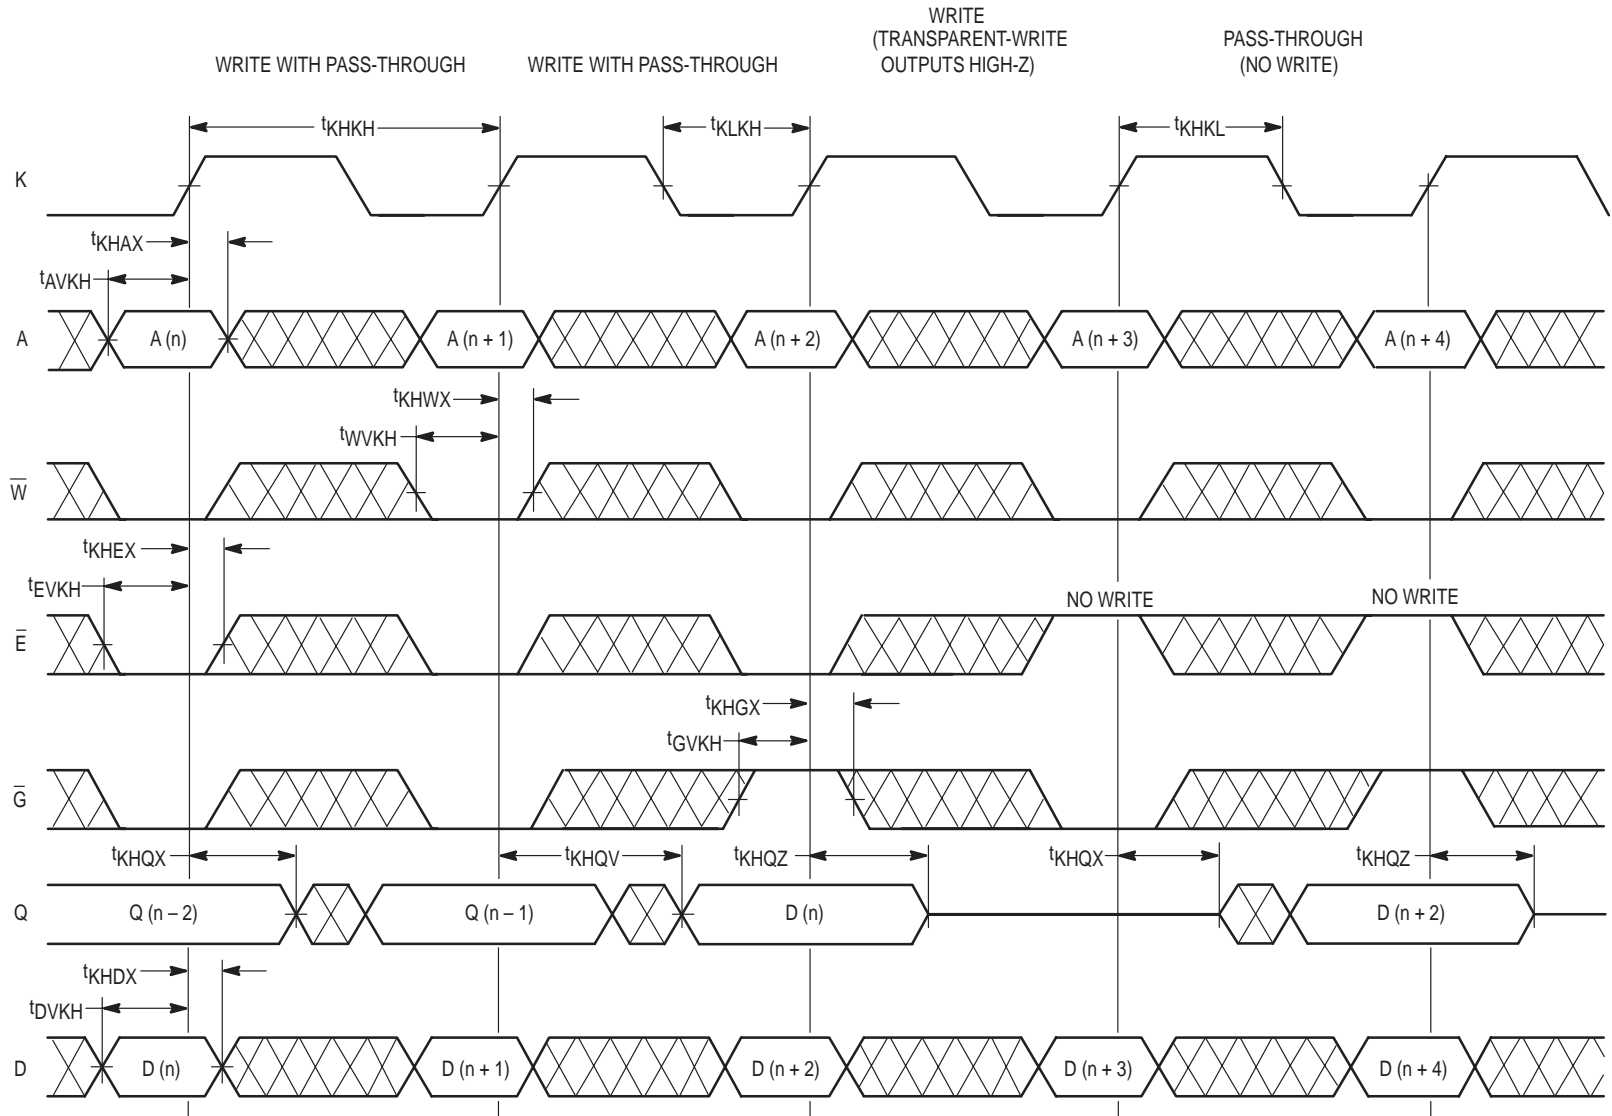 WRITE
(TRANSPARENT-WRITE
OUTPUTS HIGH-Z)
PASS-THROUGH
(NO WRITE)
WRITE WITH PASS-THROUGH
WRITE WITH PASS-THROUGH
tKHKH
tKLKH
tKHKL
K
tKHAX
tAVKH
A
A (n)
A (n + 1)
A (n + 2)
A (n + 3)
A (n + 4)
tKHWX
tWVKH
W
tKHEX
tEVKH
NO WRITE
NO WRITE
E
tKHGX
tGVKH
G
tKHQX
tKHQV
tKHQZ
tKHQX
tKHQZ
Q
Q (n – 2)
Q (n – 1)
D (n)
D (n + 2)
tKHDX
tDVKH
D
D (n)
D (n + 1)
D (n + 2)
D (n + 3)
D (n + 4)